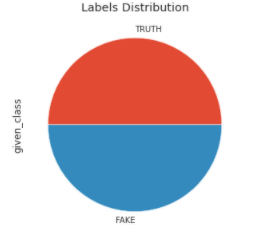 Labels Distribution
TRUTH
given_class
FAKE